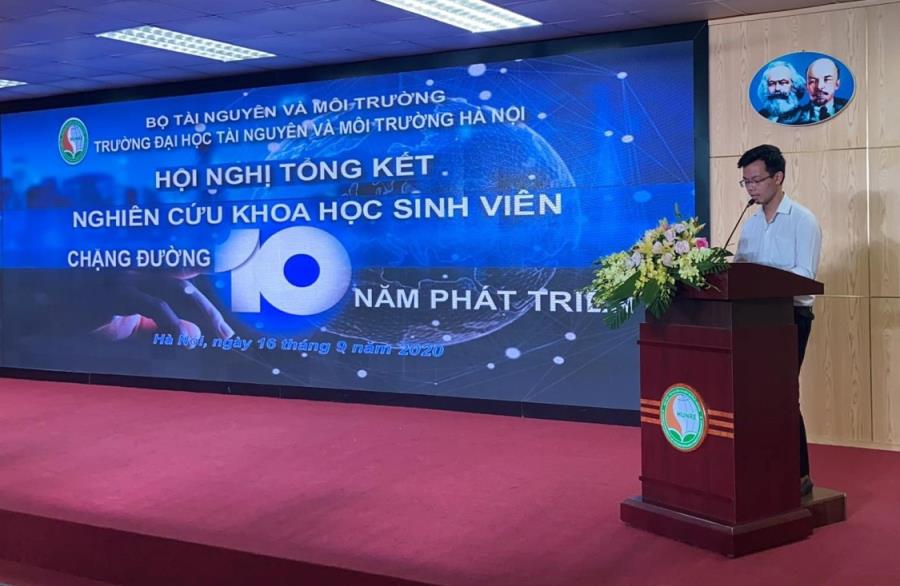 BỘ TÀI NGUYÊN VÀ MÔI TRƯỜNG
TRƯỜNG ĐẠI HỌC TÀI NGUYÊN VÀ MÔI TRƯỜNG HÀ NỘI
HỘI NGHỊ TỔNG KẾT
NGHIÊN CỨU KHOA HỌC SINH VIÊN
CHẶNG ĐƯỜNG 10 NĂM PHÁT TRIỂN
Hà Nội, ngày 16 tháng 9 năm 2020
HUNRE